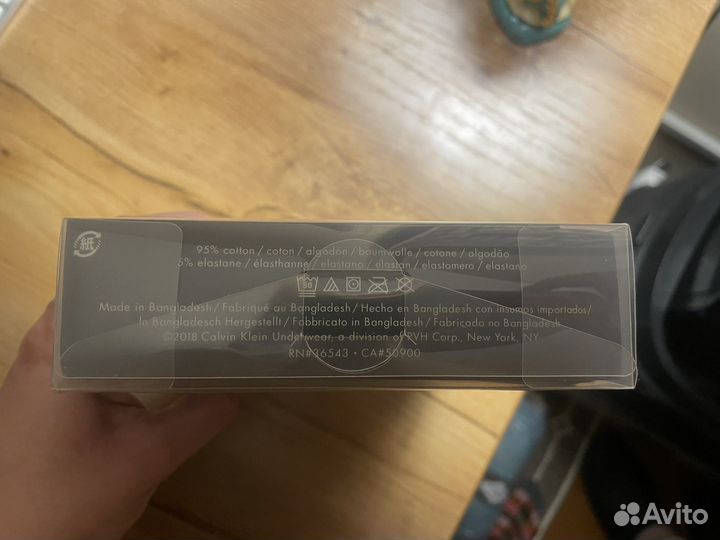 紙
95% cotton / coton / algodón / baumwolle / cotone / algodão
5% elastane / élasthanne / elastano / elastan / elastomero / elastano
Made in Bangladesh / Fabriqué au Bangladesh / Hecho en Bangladesh con insumos importados/
In Bangladesch Hergestellt / Fabbricato in Bangladesh / Fabricado no Bangladesh
©2018 Calvin Klein Underwear, a division of PVH Corp., New York, NY
RN#36543 • CA#50900
Avito